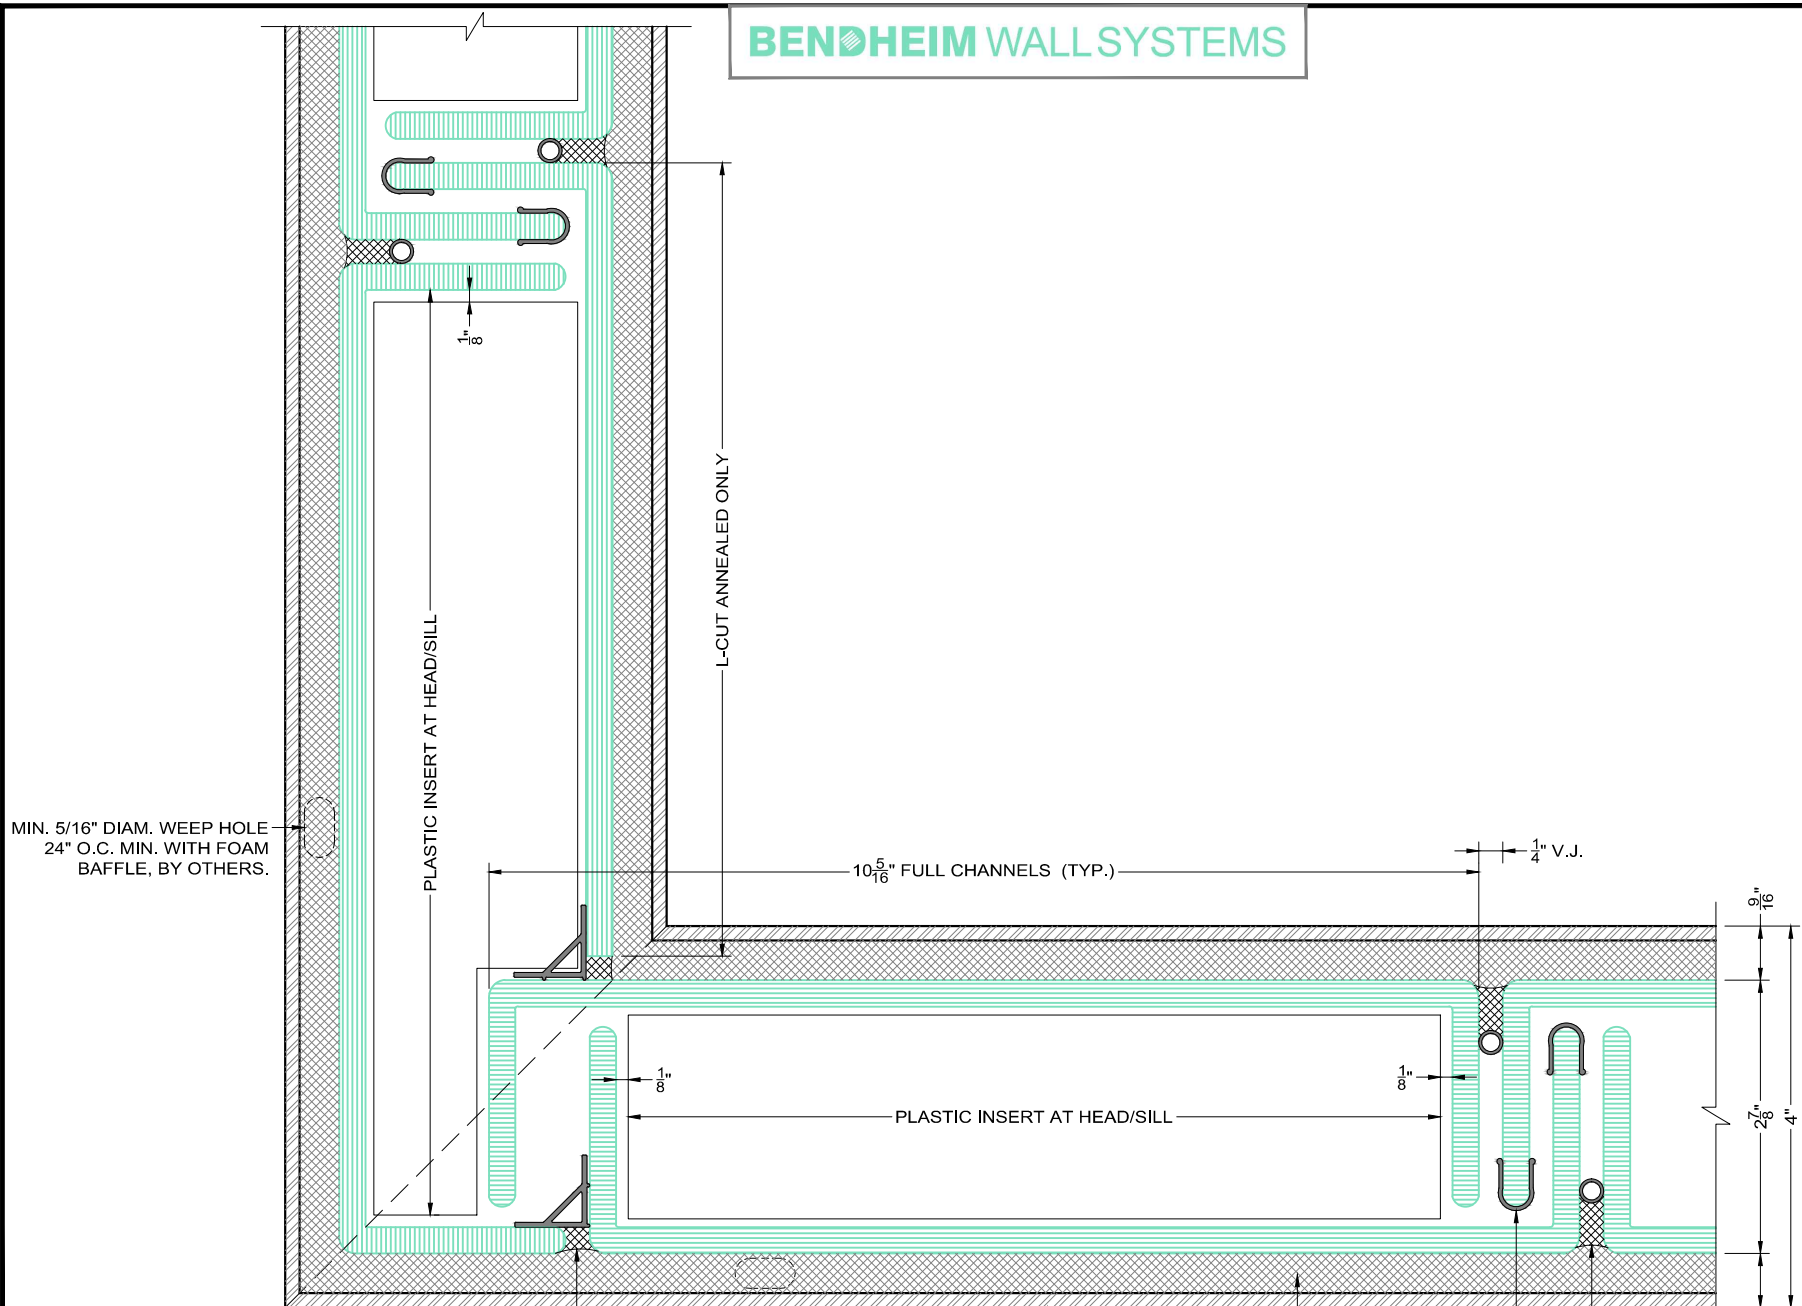 BENDHEIM WALL SYSTEMS
1/8"
L-CUT ANNEALED ONLY
PLASTIC INSERT AT HEAD/SILL
MIN. 5/16" DIAM. WEEP HOLE
24" O.C. MIN. WITH FOAM
BAFFLE, BY OTHERS.
10 5/16" FULL CHANNELS (TYP.)
1/4" V.J.
9/16"
1/8"
1/8"
PLASTIC INSERT AT HEAD/SILL
2 7/8"
4"